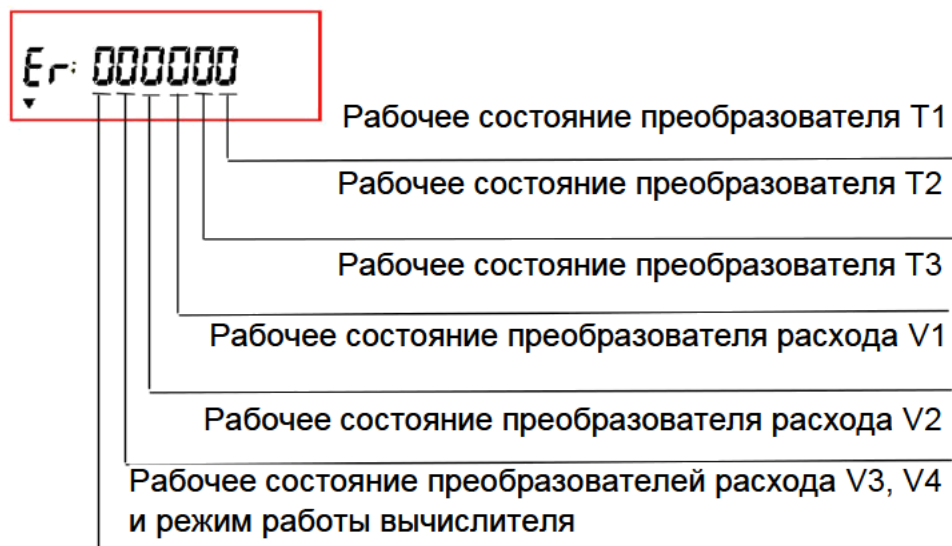 Er: 000000
Рабочее состояние преобразователя T1
Рабочее состояние преобразователя T2
Рабочее состояние преобразователя T3
Рабочее состояние преобразователя расхода V1
Рабочее состояние преобразователя расхода V2
Рабочее состояние преобразователей расхода V3, V4
и режим работы вычислителя